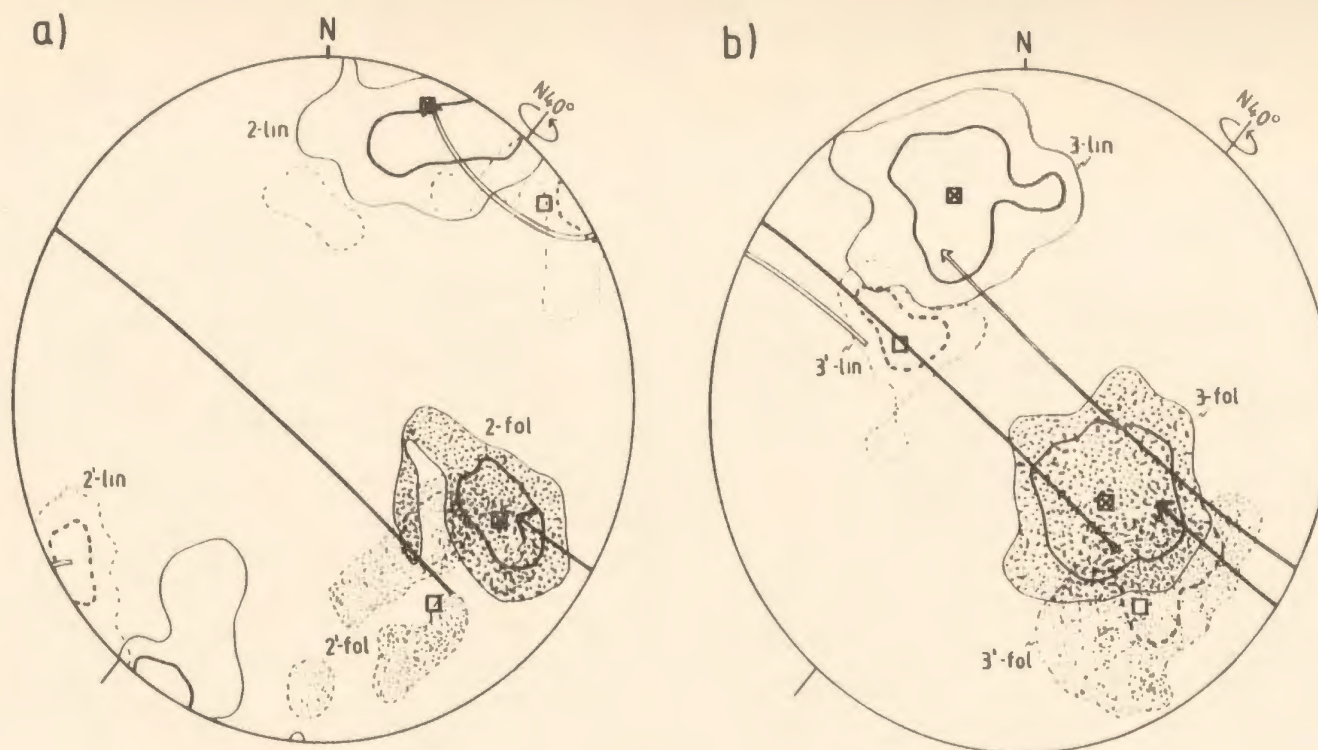 a)
N
N40°
2-lin
2-fol
2'-lin
2'-fol
b)
N
N40°
3-lin
3'-lin
3-fol
3'-fol